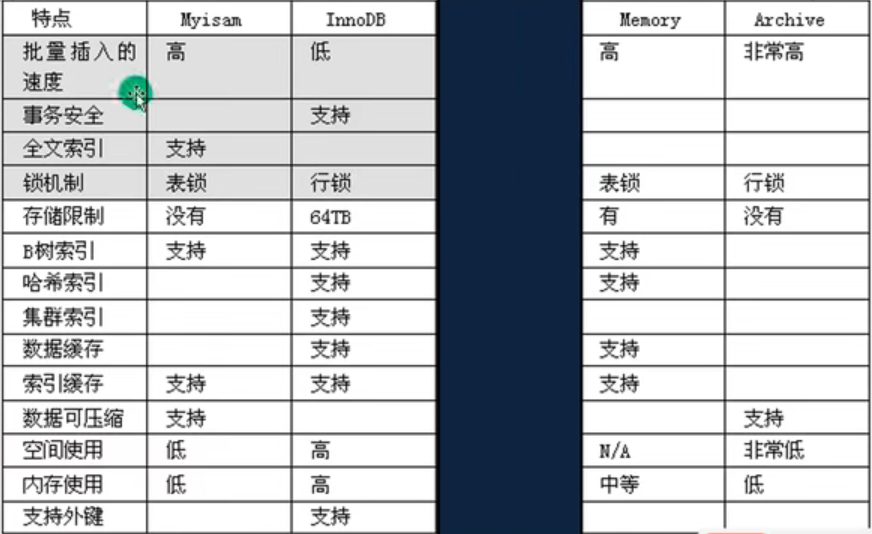 特点 Myisam InnoDB Memory Archive
批量插入的 高 低 高 非常高
速度
事务安全 支持
全文索引 支持
锁机制 表锁 行锁 表锁 行锁
存储限制 没有 64TB 有 没有
B树索引 支持 支持 支持
哈希索引 支持 支持
集群索引 支持
数据缓存 支持 支持
索引缓存 支持 支持 支持
数据可压缩 支持 支持
空间使用 低 高 N/A 非常低
内存使用 低 高 中等 低
支持外键 支持